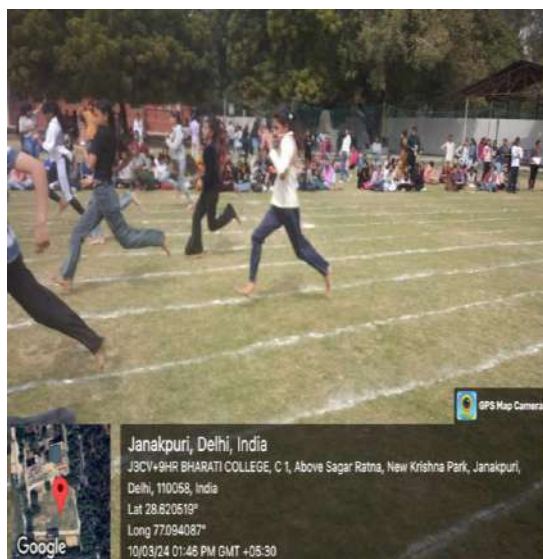 GPS Map Camera
Janakpuri, Delhi, India
J3CV+9HR BHARATI COLLEGE, C 1, Above Sagar Ratna, New Krishna Park, Janakpuri,
Delhi, 110058, India
Lat 28.620519°
Long 77.094087°
10/03/24 01:46 PM GMT +05:30
Google